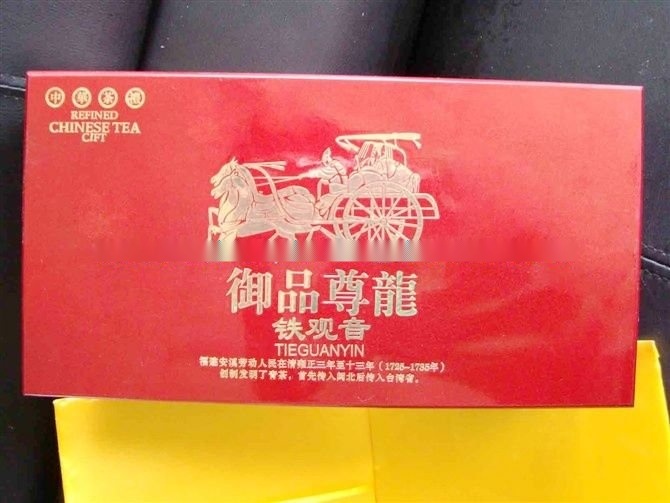 中華茶禮
REFINED
CHINESE TEA
GIFT
御品尊龍
铁观音
TIEGUANYIN
福建安溪劳动人民在清雍正三年至十三年（1725-1735年）
创制发明了青茶，首先传入闽北后传入台湾省。